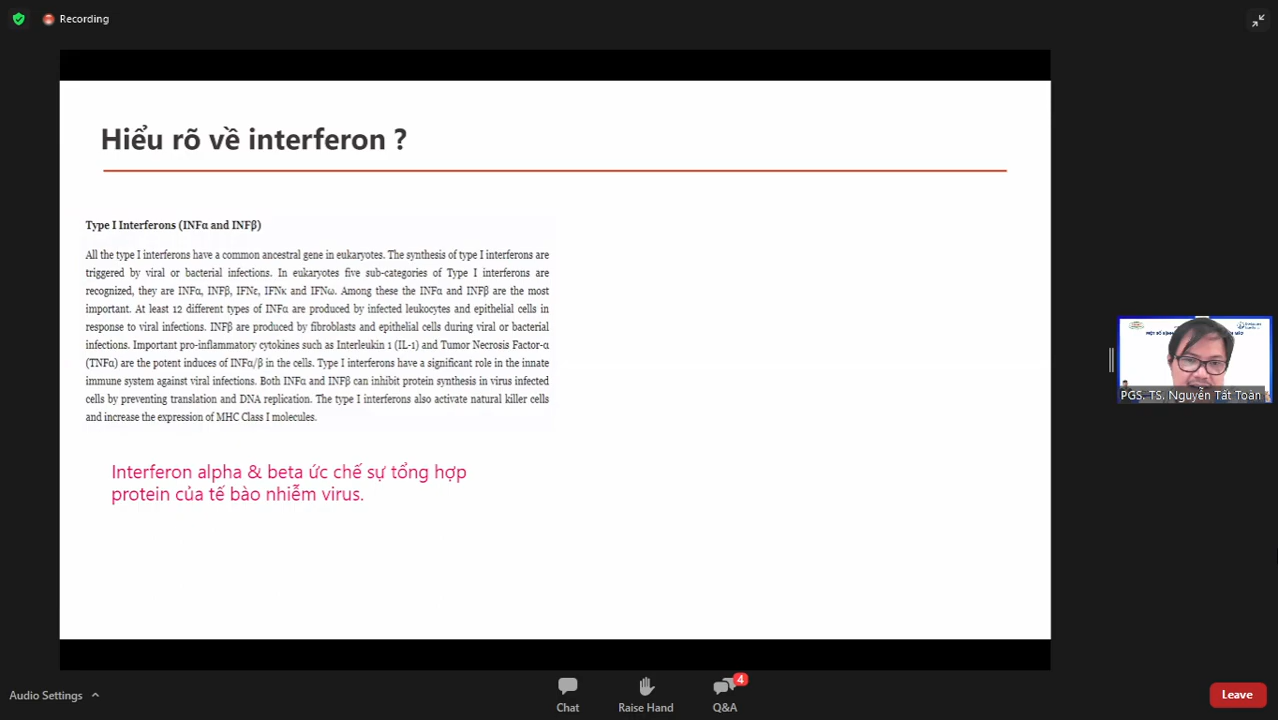 Recording
Hiểu rõ về interferon ?
Type I Interferons (INFα and INFβ)
All the type I interferons have a common ancestral gene in eukaryotes. The synthesis of type I interferons are
triggered by viral or bacterial infections. In eukaryotes five sub-categories of Type I interferons are
recognized, they are INFα, INFβ, IFNε, IFNκ and IFNω. Among these the INFα and INFβ are the most
important. At least 12 different types of INFα are produced by infected leukocytes and epithelial cells in
response to viral infections. INFβ are produced by fibroblasts and epithelial cells during viral or bacterial
infections. Important pro-inflammatory cytokines such as Interleukin 1 (IL-1) and Tumor Necrosis Factor-α
(TNFα) are the potent induces of INFα/β in the cells. Type I interferons have a significant role in the innate
immune system against viral infections. Both INFα and INFβ can inhibit protein synthesis in virus infected
cells by preventing translation and DNA replication. The type I interferons also activate natural killer cells
and increase the expression of MHC Class I molecules.
Interferon alpha & beta ức chế sự tổng hợp
protein của tế bào nhiễm virus.
PGS. TS. Nguyễn Tất Toàn
Audio Settings
Chat
Raise Hand
4
Q&A
Leave